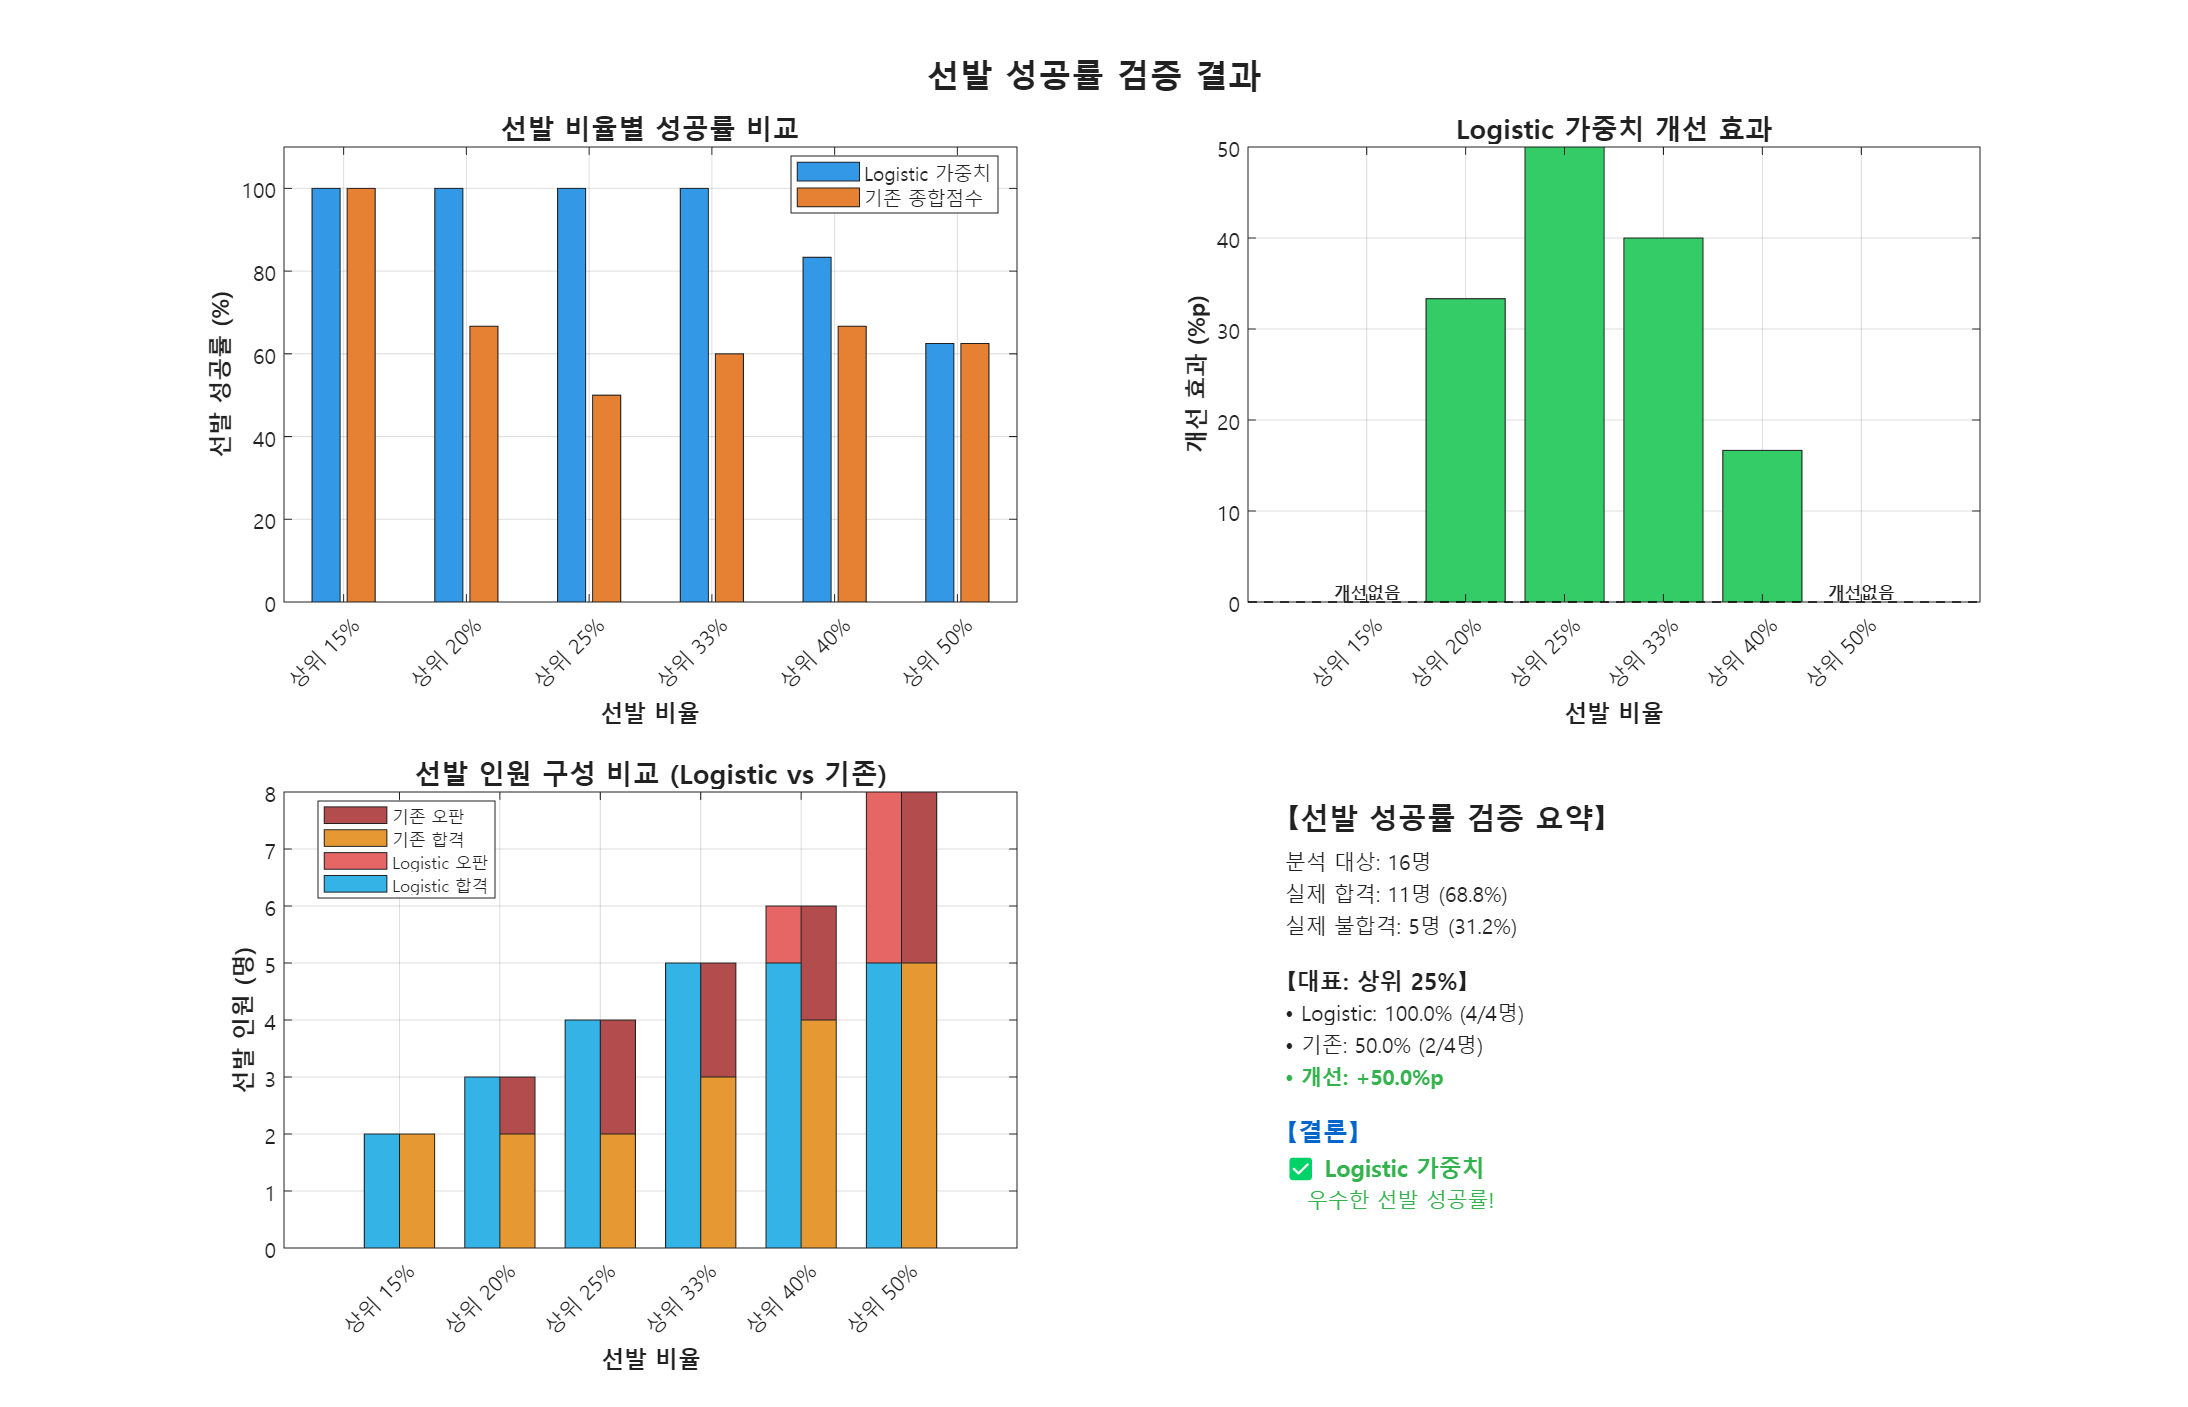 선발 성공률 검증 결과
선발 비율별 성공률 비교
Logistic 가중치
기존 종합점수
100
80
60
40
20
0
선발 성공률 (%)
상위 15%
상위 20%
상위 25%
상위 33%
상위 40%
상위 50%
선발 비율
Logistic 가중치 개선 효과
50
40
30
20
10
0
개선 효과 (%p)
개선없음
개선없음
상위 15%
상위 20%
상위 25%
상위 33%
상위 40%
상위 50%
선발 비율
선발 인원 구성 비교 (Logistic vs 기존)
기존 오판
기존 합격
Logistic 오판
Logistic 합격
8
7
6
5
4
3
2
1
0
선발 인원 (명)
상위 15%
상위 20%
상위 25%
상위 33%
상위 40%
상위 50%
선발 비율
【선발 성공률 검증 요약】
분석 대상: 16명
실제 합격: 11명 (68.8%)
실제 불합격: 5명 (31.2%)
【대표: 상위 25%】
• Logistic: 100.0% (4/4명)
• 기존: 50.0% (2/4명)
• 개선: +50.0%p
【결론】
✅ Logistic 가중치
우수한 선발 성공률!